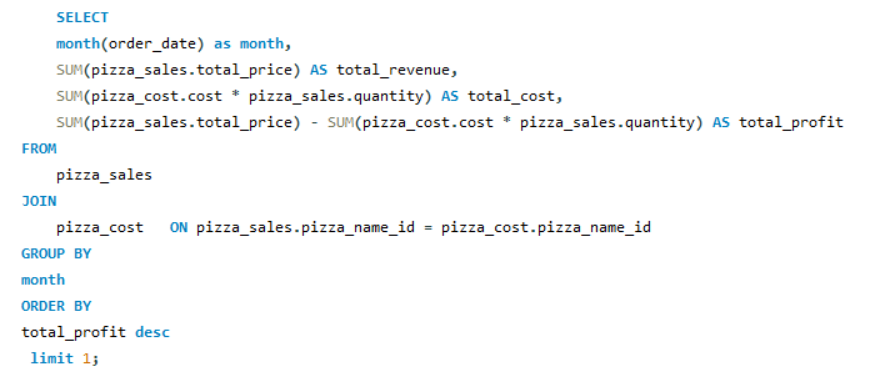 SELECT
month(order_date) as month,
SUM(pizza_sales.total_price) AS total_revenue,
SUM(pizza_cost.cost * pizza_sales.quantity) AS total_cost,
SUM(pizza_sales.total_price) - SUM(pizza_cost.cost * pizza_sales.quantity) AS total_profit
FROM
pizza_sales
JOIN
pizza_cost ON pizza_sales.pizza_name_id = pizza_cost.pizza_name_id
GROUP BY
month
ORDER BY
total_profit desc
limit 1;